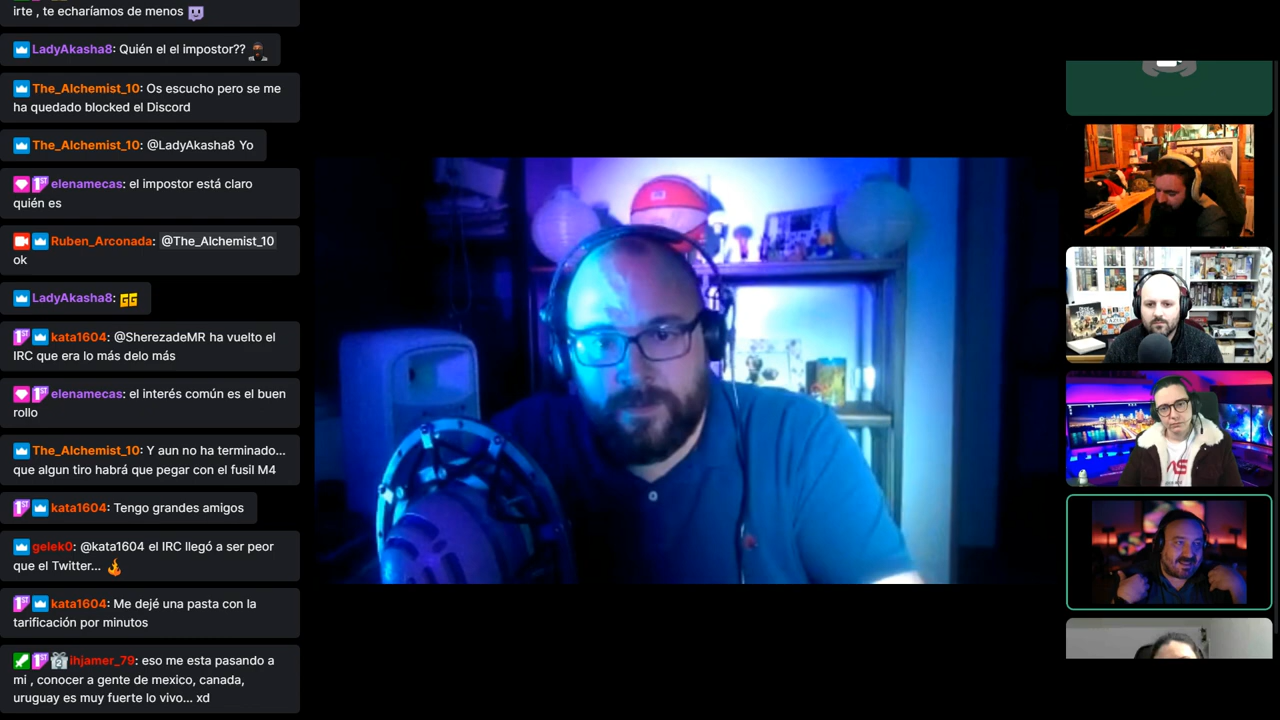 irte , te echaríamos de menos
LadyAkasha8: Quién el el impostor??
The_Alchemist_10: Os escucho pero se me
ha quedado blocked el Discord
The_Alchemist_10: @LadyAkasha8 Yo
elenamecas: el impostor está claro
quién es
Ruben_Arconada: @The_Alchemist_10
ok
LadyAkasha8: GG
kata1604: @SherezadeMR ha vuelto el
IRC que era lo más delo más
elenamecas: el interés común es el buen
rollo
The_Alchemist_10: Y aun no ha terminado...
que algun tiro habrá que pegar con el fusil M4
kata1604: Tengo grandes amigos
gelek0: @kata1604 el IRC llegó a ser peor
que el Twitter...
kata1604: Me dejé una pasta con la
tarificación por minutos
ihjamer_79: eso me esta pasando a
mi , conocer a gente de mexico, canada,
uruguay es muy fuerte lo vivo... xd